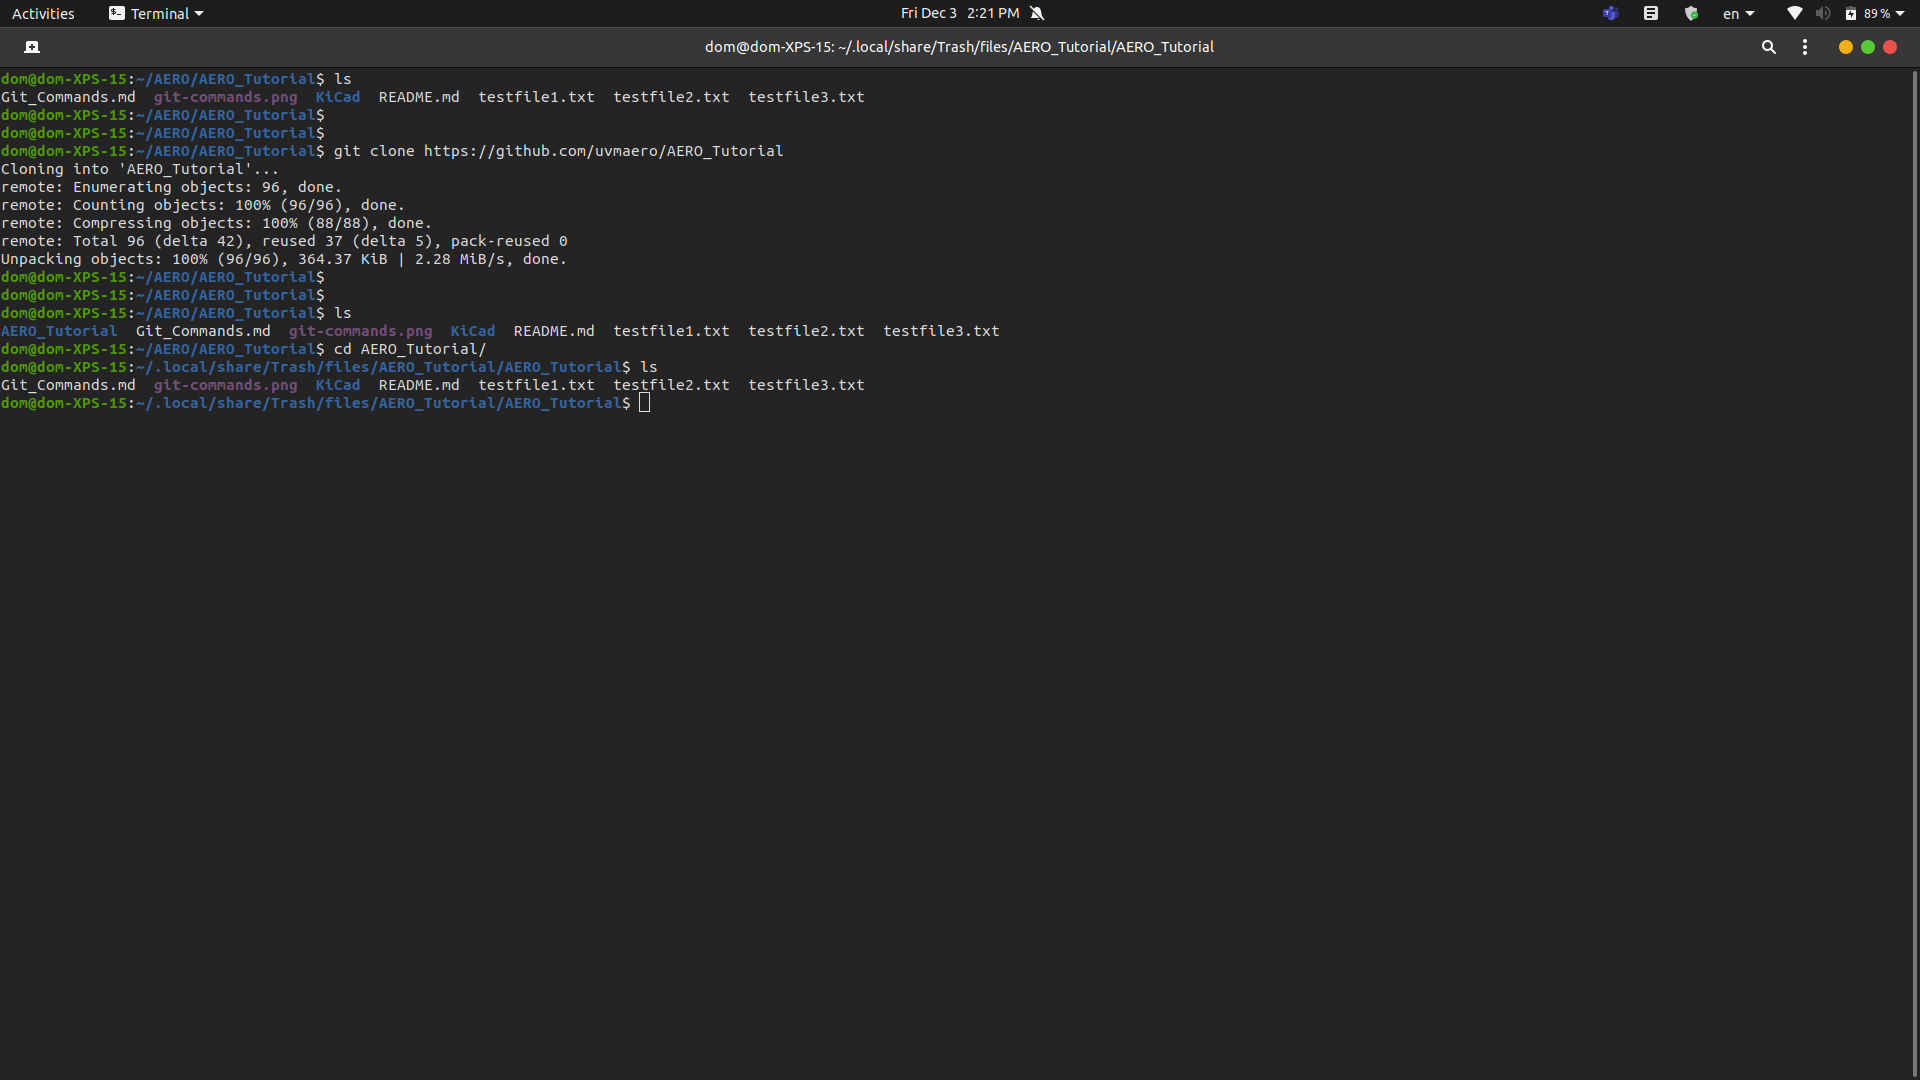 Activities Terminal Fri Dec 3 2:21 PM en 89 %
dom@dom-XPS-15: ~/.local/share/Trash/files/AERO_Tutorial/AERO_Tutorial
dom@dom-XPS-15:~/AERO/AERO_Tutorial$ ls
Git_Commands.md git-commands.png KiCad README.md testfile1.txt testfile2.txt testfile3.txt
dom@dom-XPS-15:~/AERO/AERO_Tutorial$
dom@dom-XPS-15:~/AERO/AERO_Tutorial$
dom@dom-XPS-15:~/AERO/AERO_Tutorial$ git clone https://github.com/uvmaero/AERO_Tutorial
Cloning into 'AERO_Tutorial'...
remote: Enumerating objects: 96, done.
remote: Counting objects: 100% (96/96), done.
remote: Compressing objects: 100% (88/88), done.
remote: Total 96 (delta 42), reused 37 (delta 5), pack-reused 0
Unpacking objects: 100% (96/96), 364.37 KiB | 2.28 MiB/s, done.
dom@dom-XPS-15:~/AERO/AERO_Tutorial$
dom@dom-XPS-15:~/AERO/AERO_Tutorial$
dom@dom-XPS-15:~/AERO/AERO_Tutorial$ ls
AERO_Tutorial Git_Commands.md git-commands.png KiCad README.md testfile1.txt testfile2.txt testfile3.txt
dom@dom-XPS-15:~/AERO/AERO_Tutorial$ cd AERO_Tutorial/
dom@dom-XPS-15:~/.local/share/Trash/files/AERO_Tutorial/AERO_Tutorial$ ls
Git_Commands.md git-commands.png KiCad README.md testfile1.txt testfile2.txt testfile3.txt
dom@dom-XPS-15:~/.local/share/Trash/files/AERO_Tutorial/AERO_Tutorial$